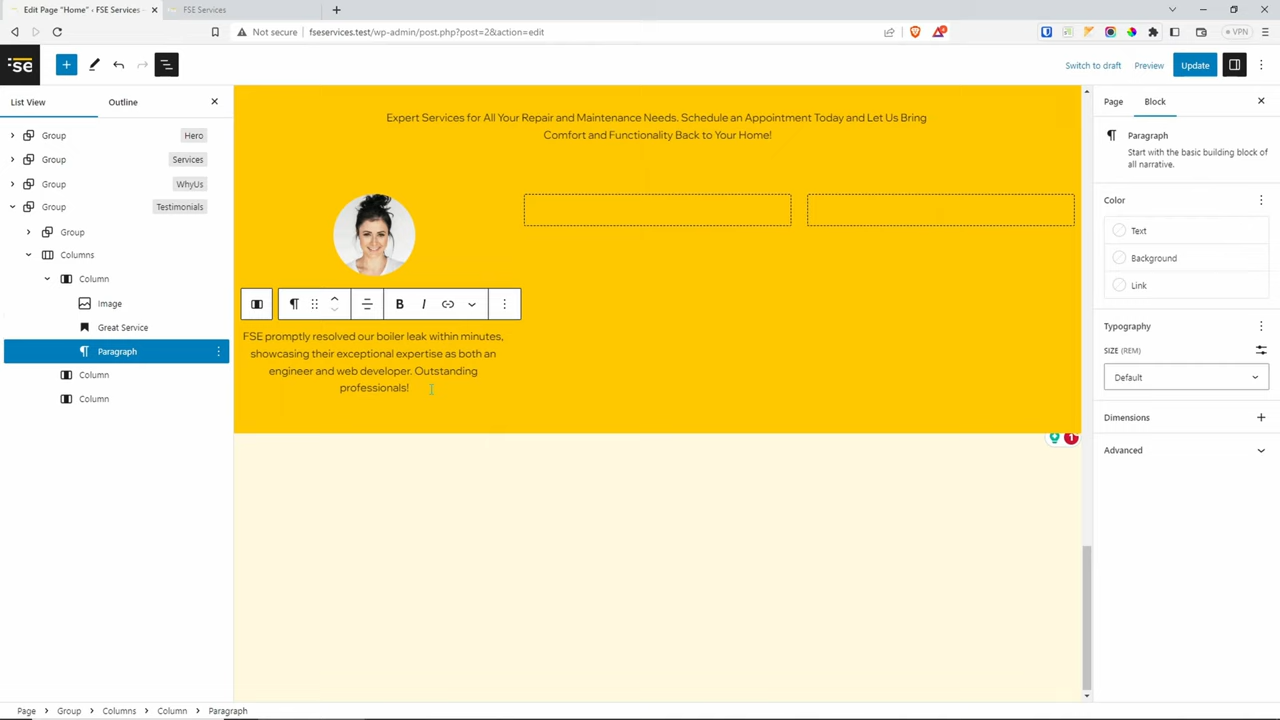 Edit Page "Home" ‹ FSE Services -
FSE Services
Not secure
fseservices.test/wp-admin/post.php?post=2&action=edit
VPN
:se
Switch to draft
Preview
Update
List View
Outline
Group
Hero
Group
Services
Group
WhyUs
Group
Testimonials
Group
Columns
Column
Image
Great Service
Paragraph
Column
Column
Expert Services for All Your Repair and Maintenance Needs. Schedule an Appointment Today and Let Us Bring
Comfort and Functionality Back to Your Home!
B
I
FSE promptly resolved our boiler leak within minutes,
showcasing their exceptional expertise as both an
engineer and web developer. Outstanding
professionals!
1
Page
Block
Paragraph
Start with the basic building block of
all narrative.
Color
Text
Background
Link
Typography
SIZE (REM)
Default
Dimensions
Advanced
Page › Group › Columns › Column › Paragraph